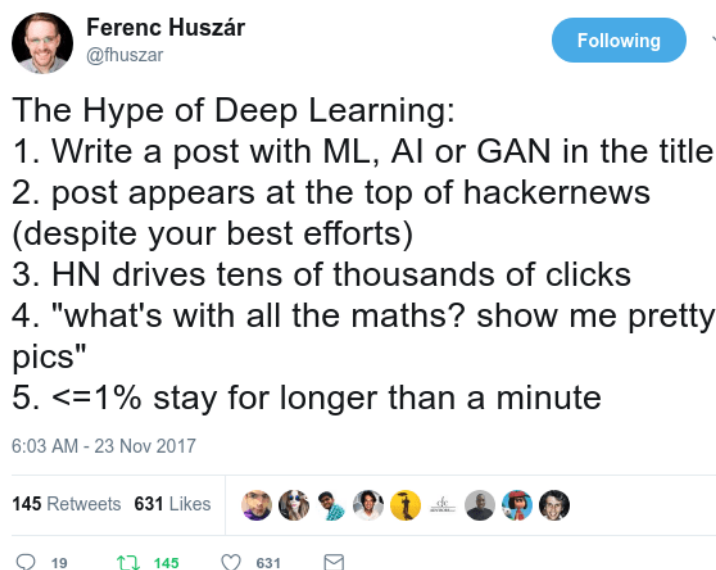 Ferenc Huszár
@fhuszar
Following
The Hype of Deep Learning:
1. Write a post with ML, AI or GAN in the title
2. post appears at the top of hackernews
(despite your best efforts)
3. HN drives tens of thousands of clicks
4. "what's with all the maths? show me pretty
pics"
5. <=1% stay for longer than a minute
6:03 AM - 23 Nov 2017
145 Retweets 631 Likes
19 145 631